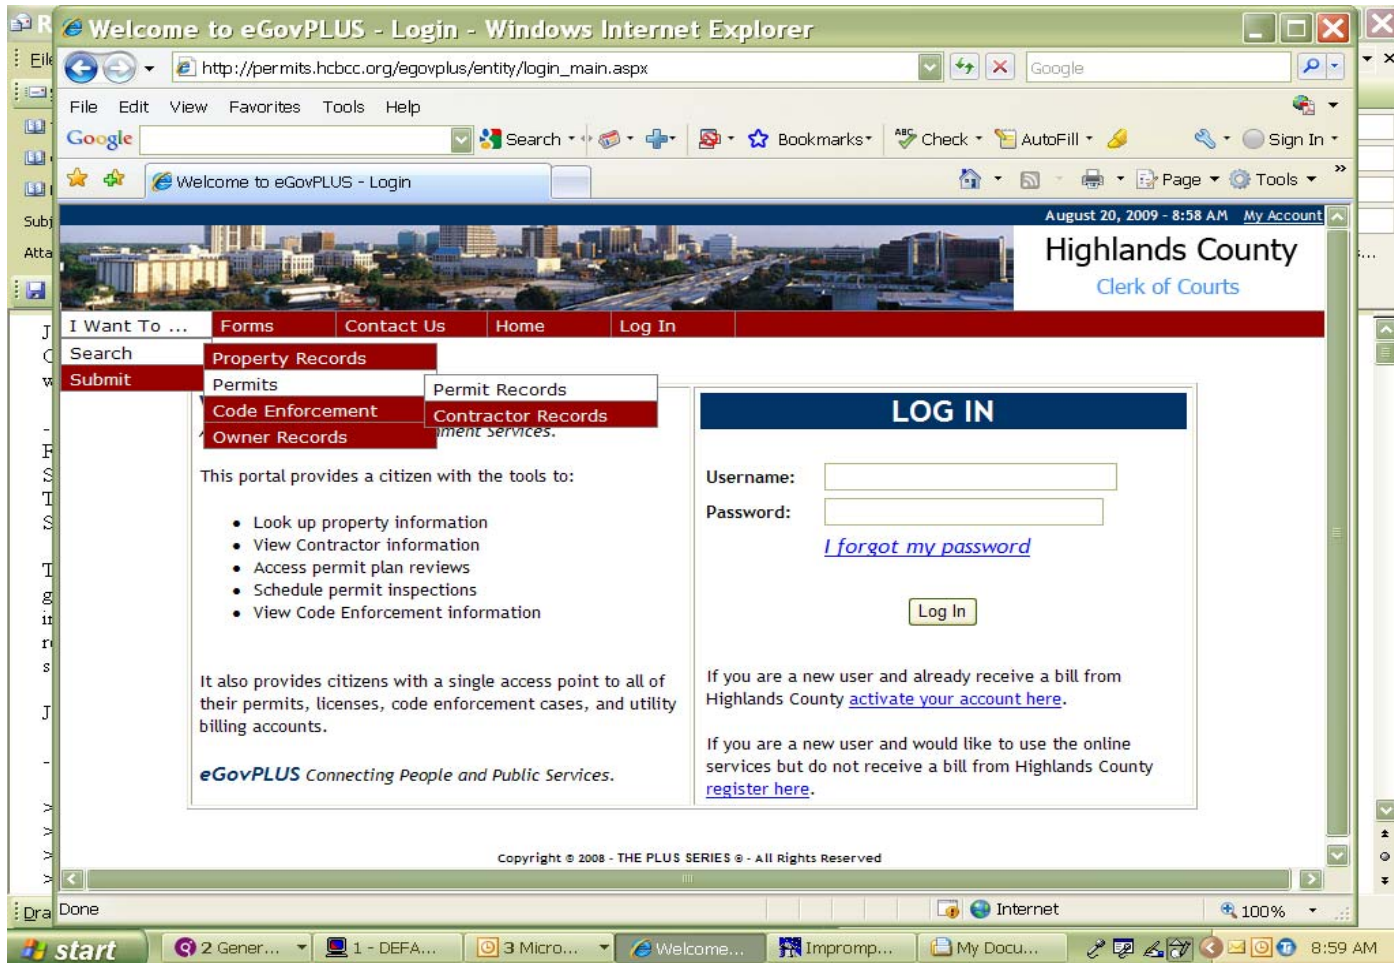 Welcome to eGovPLUS - Login - Windows Internet Explorer
http://permits.hcbcc.org/egovplus/entity/login_main.aspx
Google
File Edit View Favorites Tools Help
Google Search Bookmarks Check AutoFill Sign In
Welcome to eGovPLUS - Login
Page Tools
August 20, 2009 - 8:58 AM My Account
Highlands County
Clerk of Courts
I Want To ... Forms Contact Us Home Log In
Search
Submit
Property Records
Permits
Code Enforcement
Owner Records
Permit Records
Contractor Records
Services.
This portal provides a citizen with the tools to:
• Look up property information
• View Contractor information
• Access permit plan reviews
• Schedule permit inspections
• View Code Enforcement information
It also provides citizens with a single access point to all of
their permits, licenses, code enforcement cases, and utility
billing accounts.
eGovPLUS Connecting People and Public Services.
LOG IN
Username:
Password:
I forgot my password
Log In
If you are a new user and already receive a bill from
Highlands County activate your account here.
If you are a new user and would like to use the online
services but do not receive a bill from Highlands County
register here.
Copyright © 2008 - THE PLUS SERIES ® - All Rights Reserved
Done Internet 100%
start 2 Gener... 1 - DEFA... 3 Micro... Welcome... Impromp... My Docu... 8:59 AM